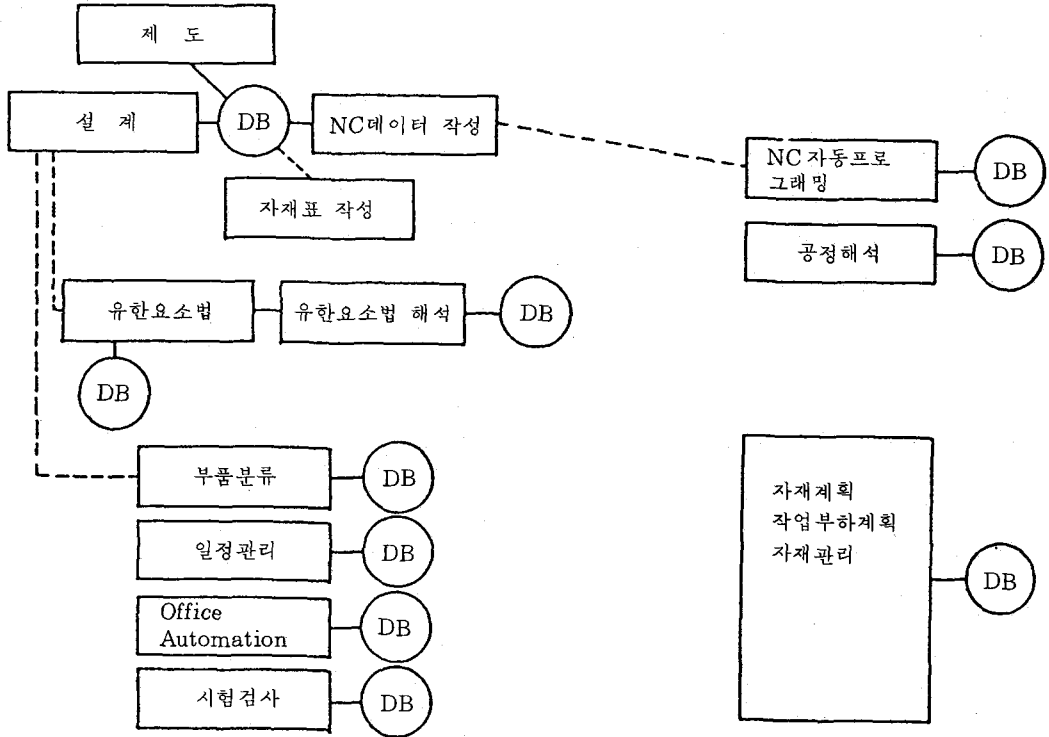 제 도
설 계
DB
NC데이터 작성
자재표 작성
NC 자동프로
그래밍
DB
공정해석
DB
유한요소법
유한요소법 해석
DB
DB
부품분류
DB
일정관리
DB
Office
Automation
DB
시험검사
DB
자재계획
작업부하계획
자재관리
DB